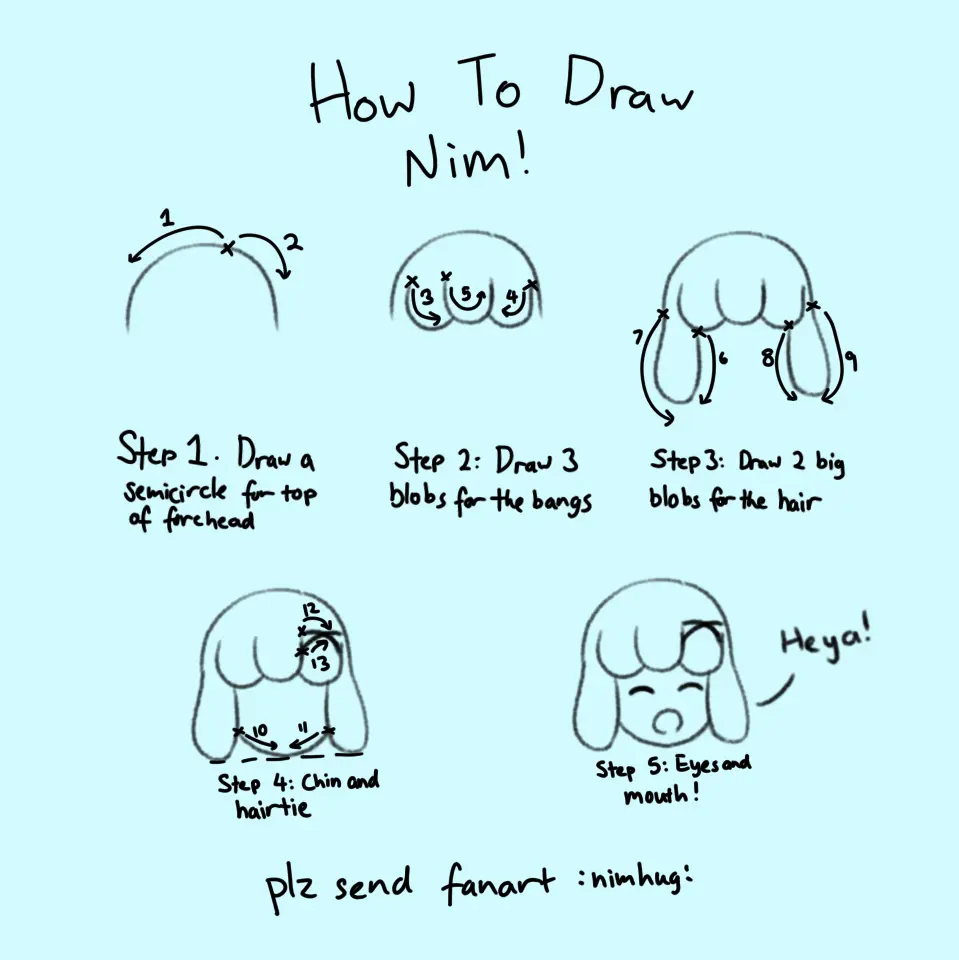 How To Draw
Nim!
1
2
3
5
4
7
6
8
9
Step 1. Draw a
semicircle for top
of forehead
Step 2: Draw 3
blobs for the bangs
Step 3: Draw 2 big
blobs for the hair
12
13
10
11
Heya!
Step 4: Chin and
hairtie
Step 5: Eyes and
mouth!
plz send fanart :nimhug: